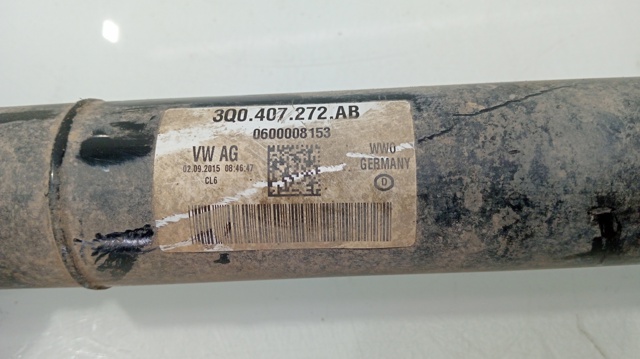 3Q0.407.272.AB
0600008153
VW AG
02.09.2015 08:46:47
CL6
WWO
GERMANY